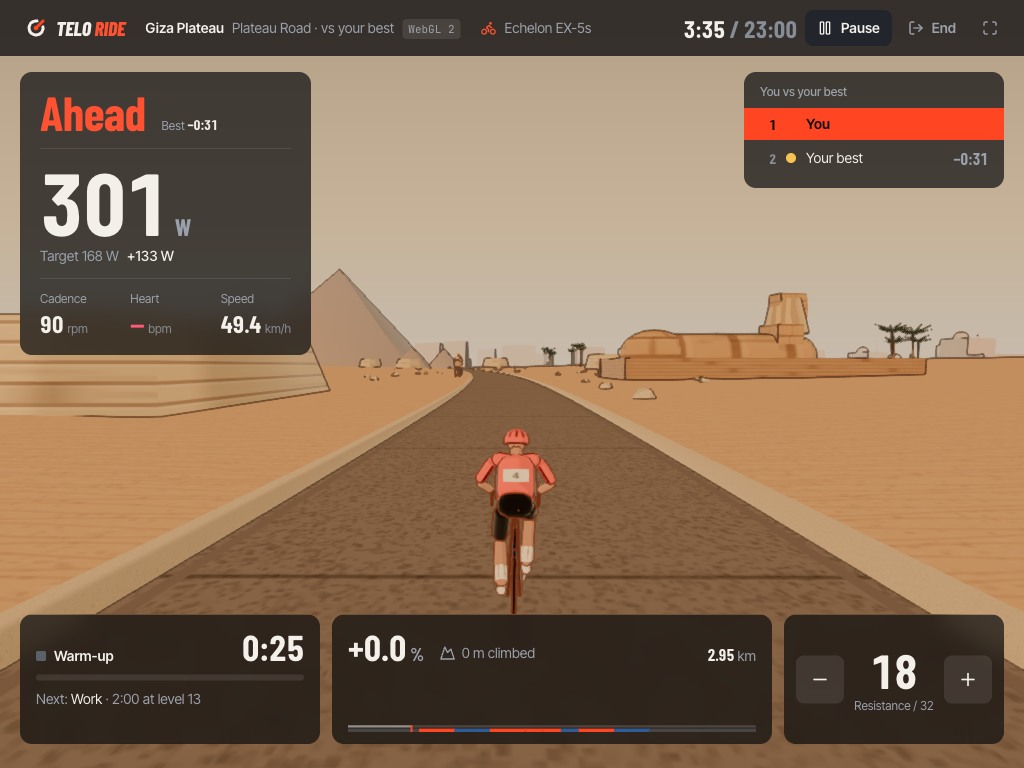 TELO RIDE Giza Plateau Plateau Road · vs your best WebGL 2 Echelon EX-5s 3:35 / 23:00 Pause End
Ahead Best −0:31
301 W
Target 168 W +133 W
Cadence Heart Speed
90 rpm — bpm 49.4 km/h
You vs your best
1 You
2 Your best −0:31
4
Warm-up 0:25
Next: Work · 2:00 at level 13
+0.0 % 0 m climbed 2.95 km
− 18 +
Resistance / 32